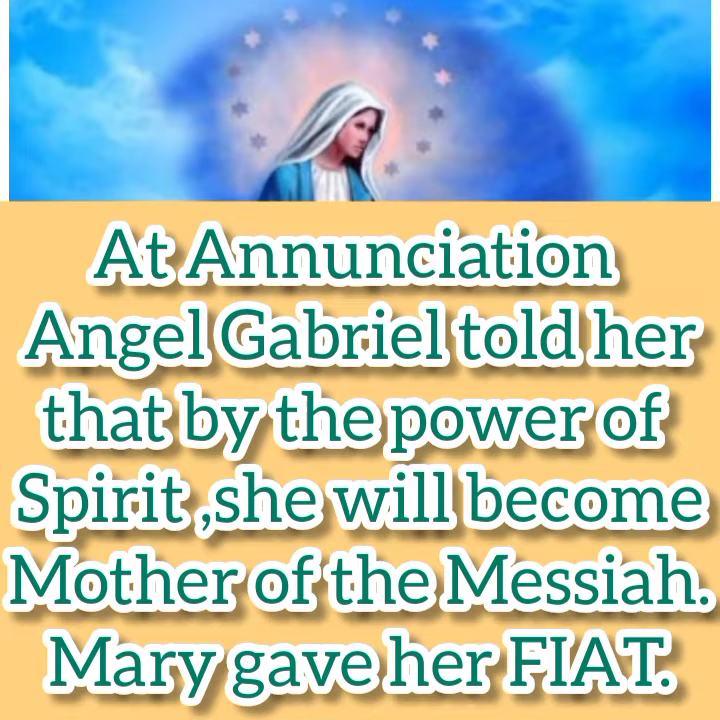 At Annunciation
Angel Gabriel told her
that by the power of
Spirit ,she will become
Mother of the Messiah.
Mary gave her FIAT.